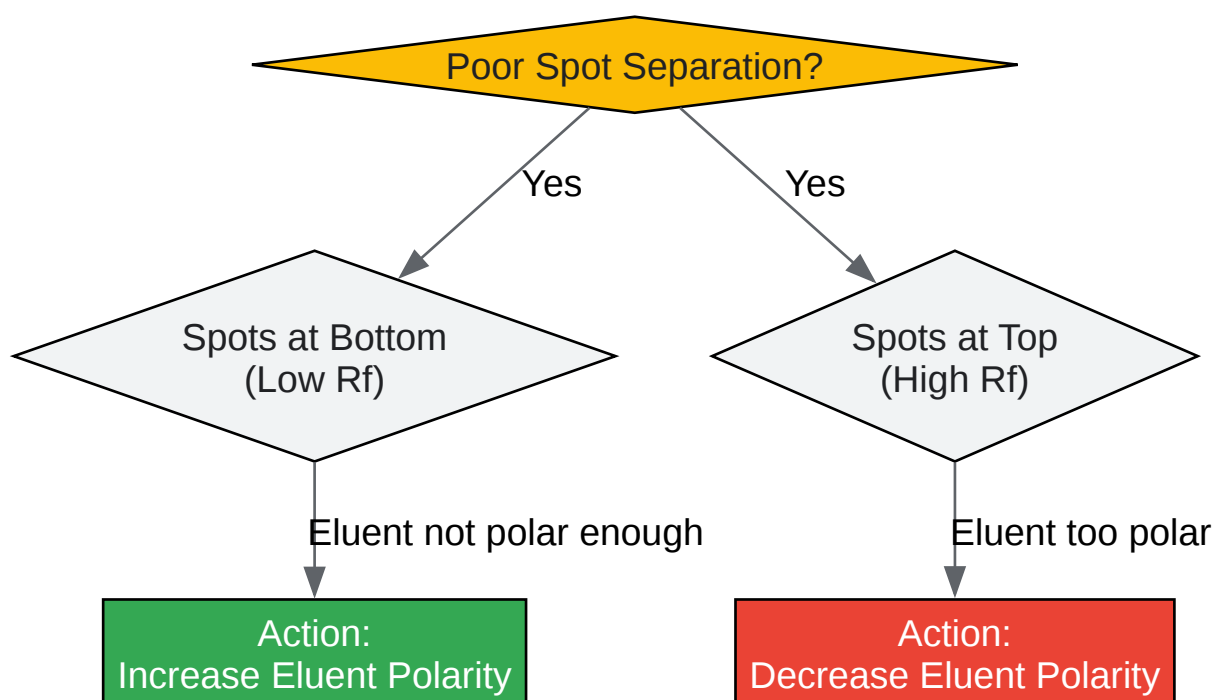 Poor Spot Separation?
Yes
Yes
Spots at Bottom
(Low Rf)
Spots at Top
(High Rf)
Eluent not polar enough
Eluent too polar
Action:
Increase Eluent Polarity
Action:
Decrease Eluent Polarity